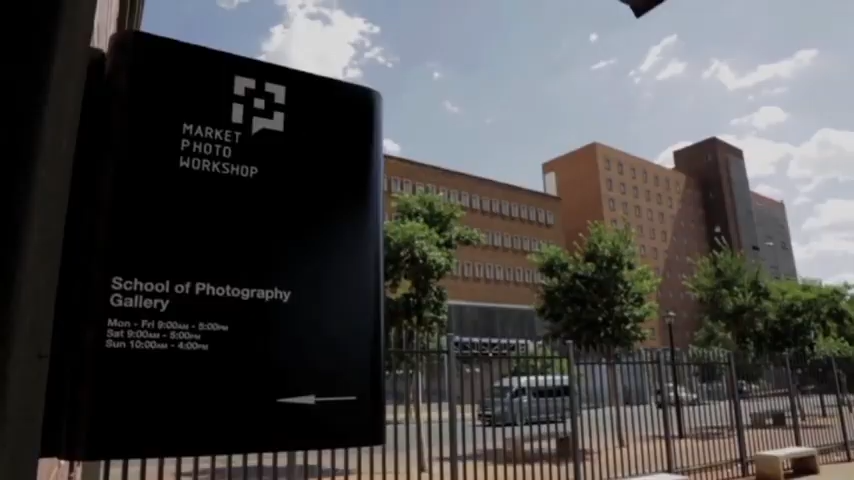 MARKET
PHOTO
WORKSHOP
School of Photography
Gallery
Mon - Fri 9:00AM - 5:00PM
Sat 9:00AM - 5:00PM
Sun 10:00AM - 4:00PM